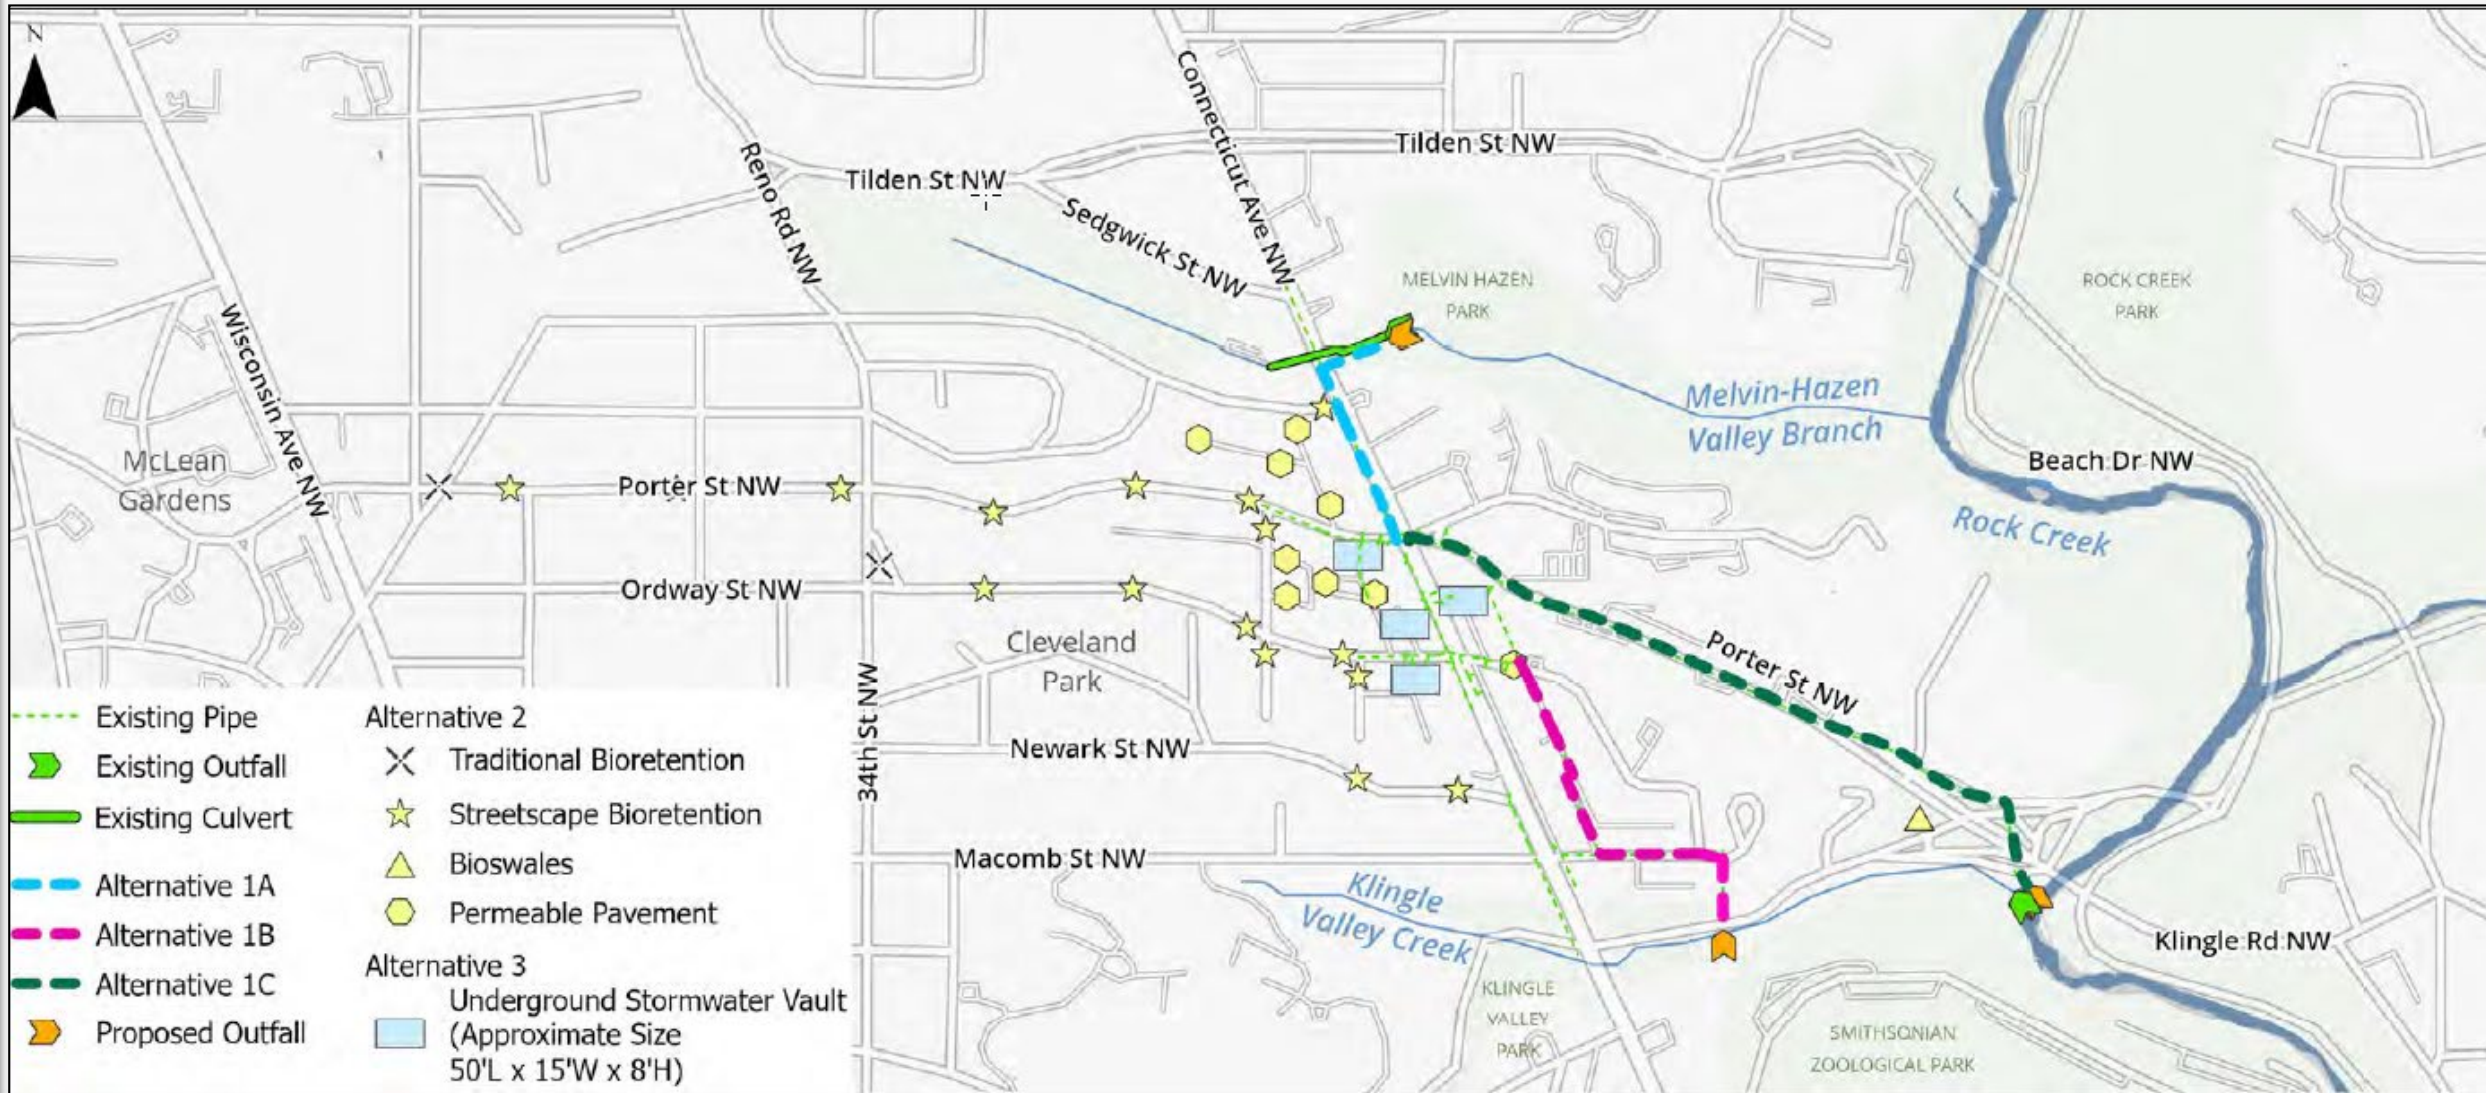 N
Connecticut Ave NW
Tilden St NW
Reno Rd NW
Tilden St NW
Sedgwick St NW
MELVIN HAZEN
PARK
ROCK CREEK
PARK
Wisconsin Ave NW
Melvin-Hazen
Valley Branch
McLean
Gardens
Porter St NW
Beach Dr NW
Rock Creek
Ordway St NW
Cleveland
Park
Porter St NW
34th St NW
Newark St NW
Macomb St NW
Klingle
Valley Creek
Klingle Rd NW
KLINGLE
VALLEY
PARK
SMITHSONIAN
ZOOLOGICAL PARK
Existing Pipe
Existing Outfall
Existing Culvert
Alternative 1A
Alternative 1B
Alternative 1C
Proposed Outfall
Alternative 2
Traditional Bioretention
Streetscape Bioretention
Bioswales
Permeable Pavement
Alternative 3
Underground Stormwater Vault
(Approximate Size
50'L x 15'W x 8'H)